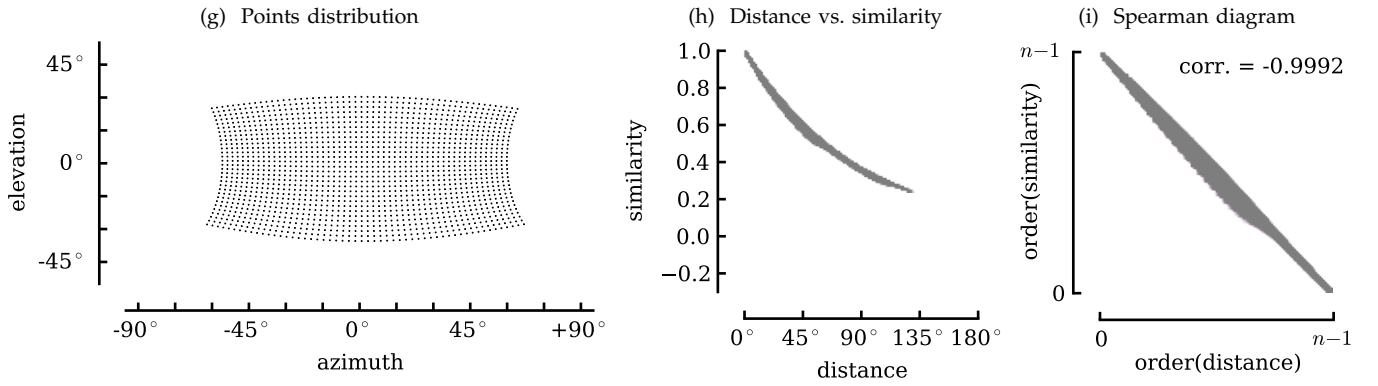 (g) Points distribution
45°
0°
-45°
elevation
-90°
-45°
0°
45°
+90°
azimuth
(h) Distance vs. similarity
1.0
0.8
0.6
0.4
0.2
0.0
−0.2
similarity
0°
45°
90°
135°
180°
distance
(i) Spearman diagram
n−1
corr. = -0.9992
order(similarity)
0
0
n−1
order(distance)